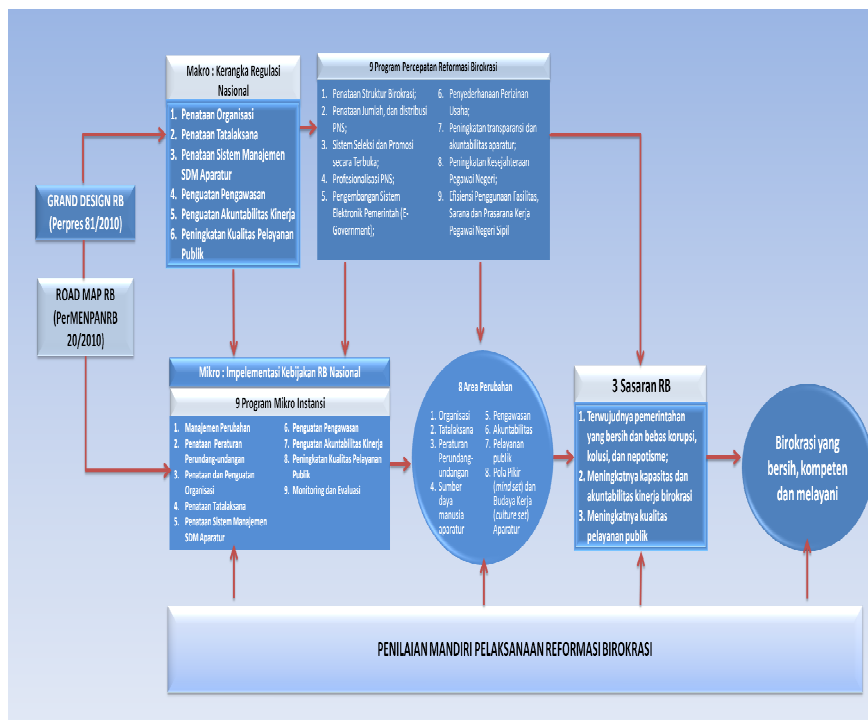 GRAND DESIGN RB
(Perpres 81/2010)
ROAD MAP RB
(PerMENPANRB
20/2010)
Makro : Kerangka Regulasi
Nasional
1. Penataan Organisasi
2. Penataan Tatalaksana
3. Penataan Sistem Manajemen
SDM Aparatur
4. Penguatan Pengawasan
5. Penguatan Akuntabilitas Kinerja
6. Peningkatan Kualitas Pelayanan
Publik
9 Program Percepatan Reformasi Birokrasi
1. Penataan Struktur Birokrasi;
2. Penataan Jumlah, dan distribusi
PNS;
3. Sistem Seleksi dan Promosi
secara Terbuka;
4. Profesionalisasi PNS;
5. Pengembangan Sistem
Elektronik Pemerintah (E-
Government);
6. Penyederhanaan Perizinan
Usaha;
7. Peningkatan transparansi dan
akuntabilitas aparatur;
8. Peningkatan Kesejahteraan
Pegawai Negeri;
9. Efisiensi Penggunaan Fasilitas,
Sarana dan Prasarana Kerja
Pegawai Negeri Sipil
Mikro : Impelementasi Kebijakan RB Nasional
9 Program Mikro Instansi
1. Manajemen Perubahan
2. Penataan Peraturan
Perundang-undangan
3. Penataan dan Penguatan
Organisasi
4. Penataan Tatalaksana
5. Penataan Sistem Manajemen
SDM Aparatur
6. Penguatan Pengawasan
7. Penguatan Akuntabilitas Kinerja
8. Peningkatan Kualitas Pelayanan
Publik
9. Monitoring dan Evaluasi
8 Area Perubahan
1. Organisasi
2. Tatalaksana
3. Peraturan
Perundang-
undangan
4. Sumber
daya
manusia
aparatur
5. Pengawasan
6. Akuntabilitas
7. Pelayanan
publik
8. Pola Pikir
(mind set) dan
Budaya Kerja
(culture set)
Aparatur
3 Sasaran RB
1. Terwujudnya pemerintahan
yang bersih dan bebas korupsi,
kolusi, dan nepotisme;
2. Meningkatnya kapasitas dan
akuntabilitas kinerja birokrasi
3. Meningkatnya kualitas
pelayanan publik
Birokrasi yang
bersih, kompeten
dan melayani
PENILAIAN MANDIRI PELAKSANAAN REFORMASI BIROKRASI